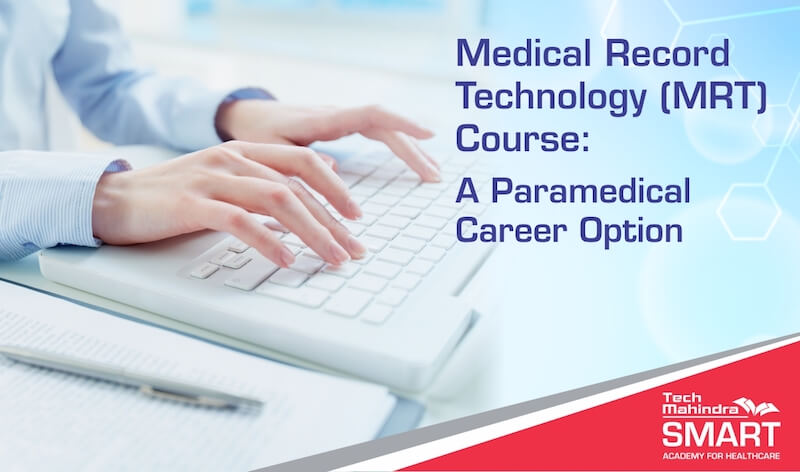 Medical Record
Technology (MRT)
Course:
A Paramedical
Career Option
Tech
Mahindra
SMART
ACADEMY FOR HEALTHCARE